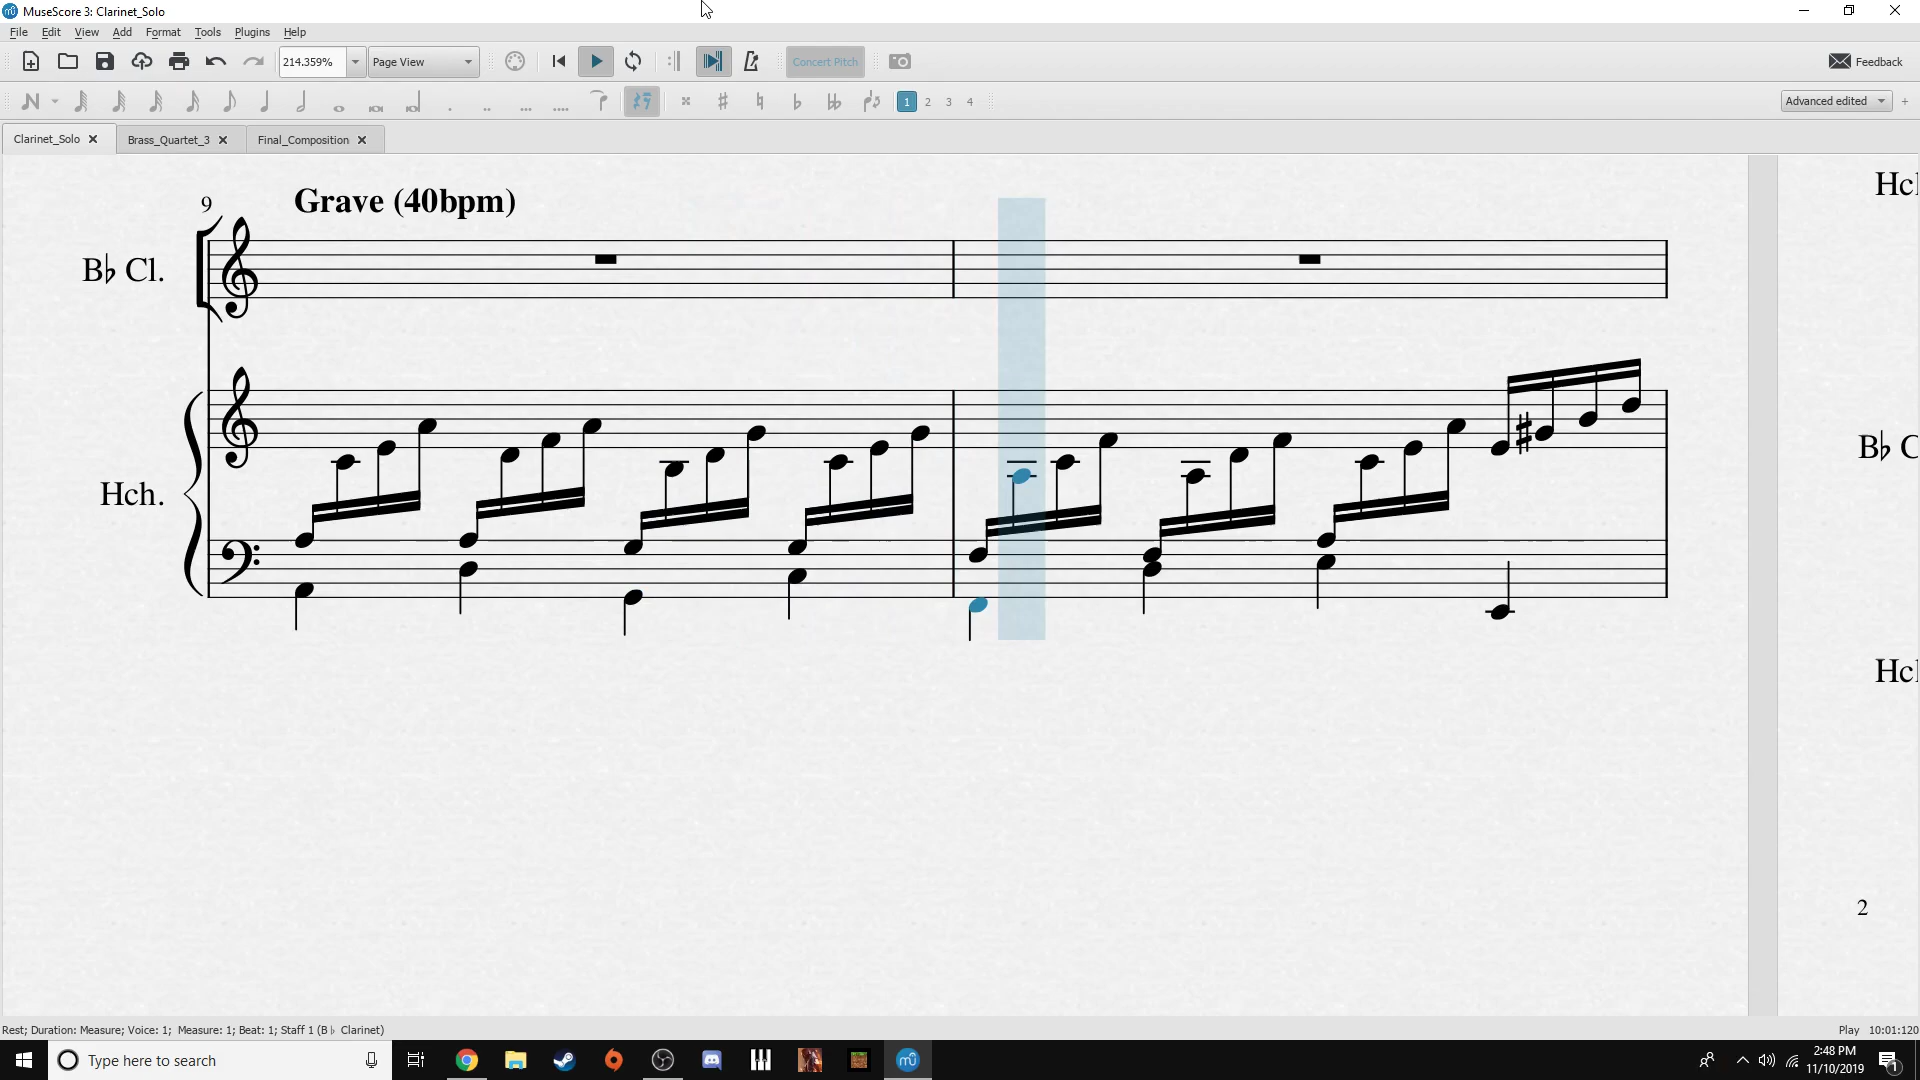 MuseScore 3: Clarinet_Solo
File Edit View Add Format Tools Plugins Help
214.359% Page View Concert Pitch Feedback
1 2 3 4 Advanced edited
Clarinet_Solo Brass_Quartet_3 Final_Composition
Hcl
9 Grave (40bpm)
B♭ Cl.
B♭ C
Hch.
Hcl
2
Rest; Duration: Measure; Voice: 1; Measure: 1; Beat: 1; Staff 1 (B♭ Clarinet) Play 10:01:120
Type here to search 2:48 PM
11/10/2019 1